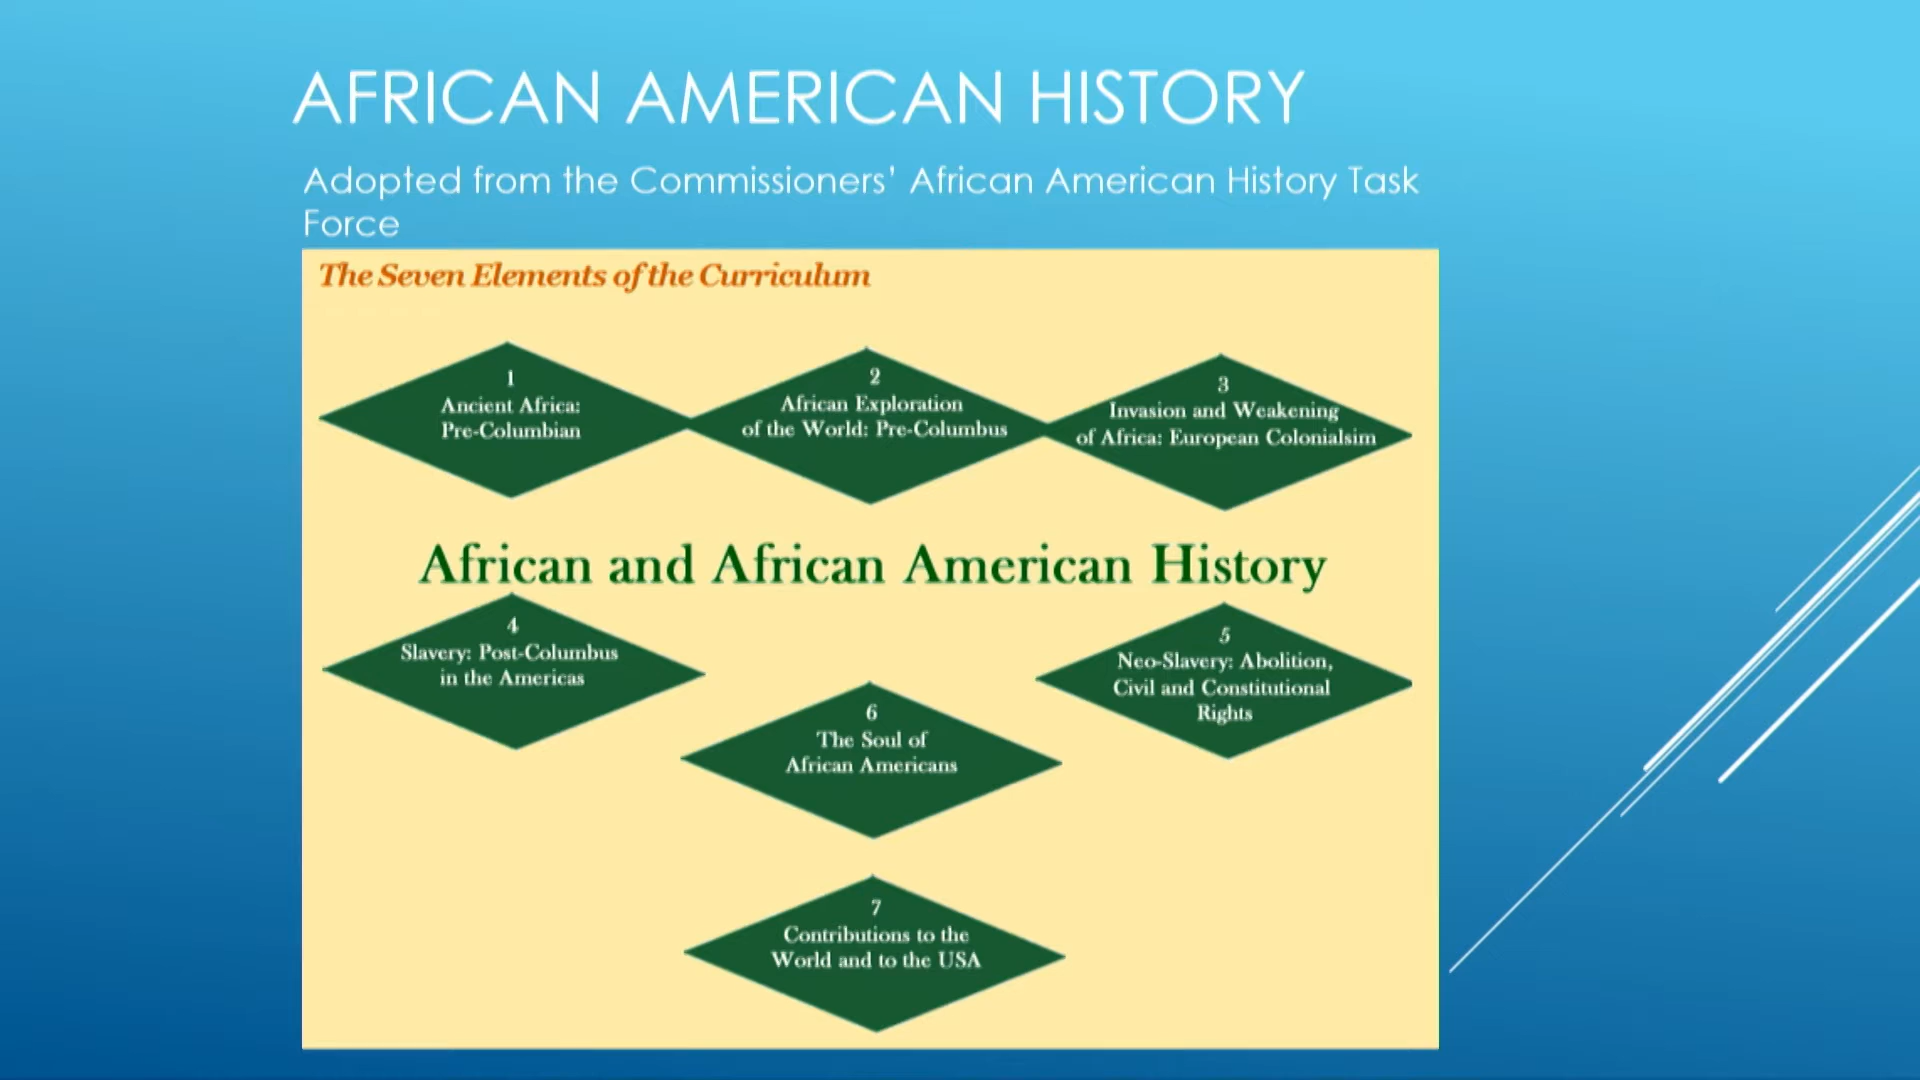 AFRICAN AMERICAN HISTORY
Adopted from the Commissioners’ African American History Task
Force
The Seven Elements of the Curriculum
1
Ancient Africa:
Pre-Columbian
2
African Exploration
of the World: Pre-Columbus
3
Invasion and Weakening
of Africa: European Colonialsim
African and African American History
4
Slavery: Post-Columbus
in the Americas
5
Neo-Slavery: Abolition,
Civil and Constitutional
Rights
6
The Soul of
African Americans
7
Contributions to the
World and to the USA